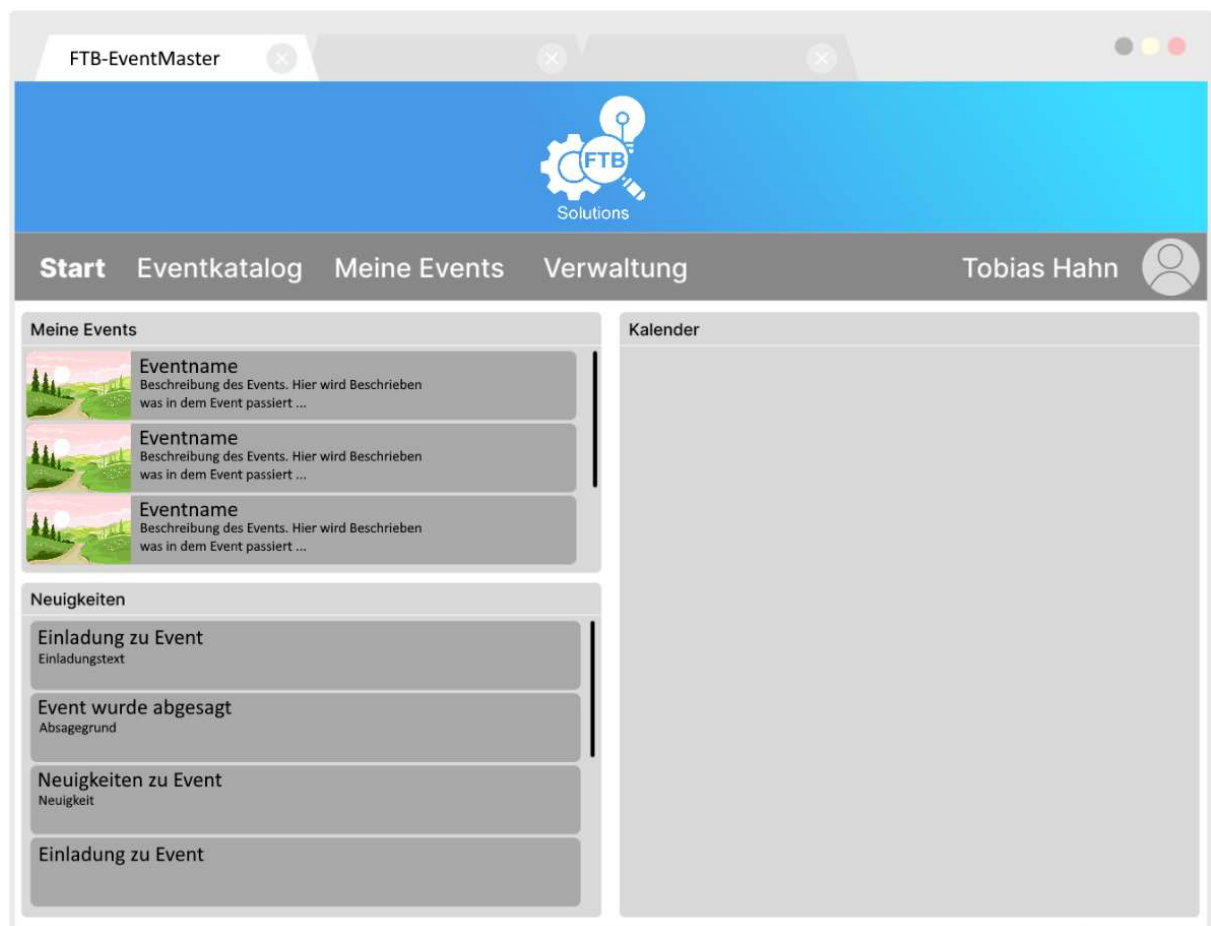 FTB-EventMaster
FTB
Solutions
Start Eventkatalog Meine Events Verwaltung Tobias Hahn
Meine Events
Eventname
Beschreibung des Events. Hier wird Beschrieben
was in dem Event passiert ...
Eventname
Beschreibung des Events. Hier wird Beschrieben
was in dem Event passiert ...
Eventname
Beschreibung des Events. Hier wird Beschrieben
was in dem Event passiert ...
Neuigkeiten
Einladung zu Event
Einladungstext
Event wurde abgesagt
Absagegrund
Neuigkeiten zu Event
Neuigkeit
Einladung zu Event
Kalender